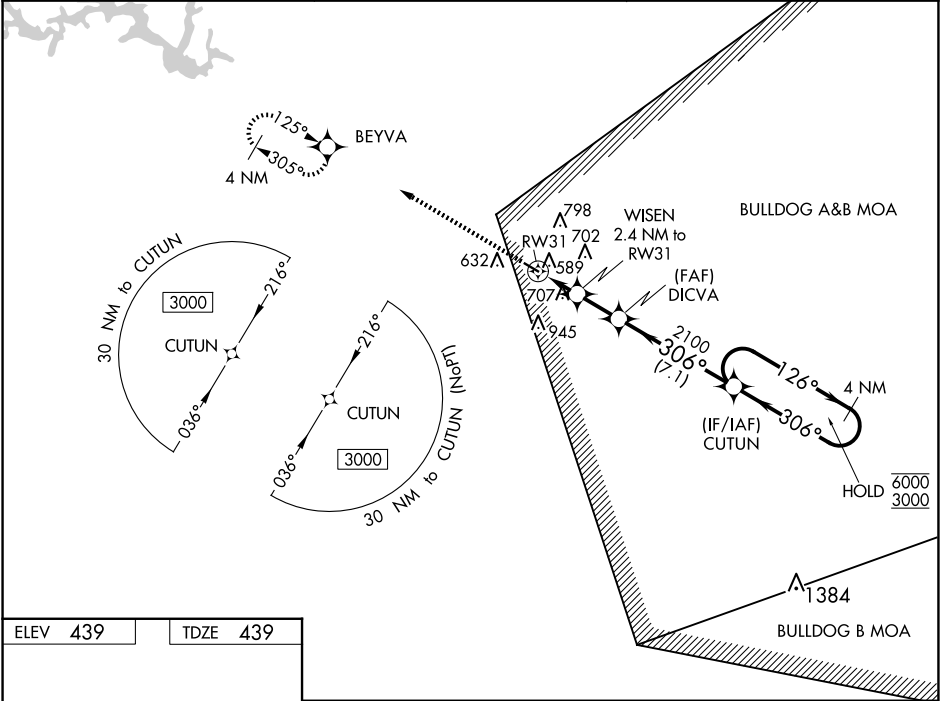 125°
BEYVA
305°
4 NM
BULLDOG A&B MOA
798
WISEN
2.4 NM to
RW31
702
RW31
632
589
(FAF)
DICVA
707
945
30 NM to CUTUN
216°
3000
CUTUN
036°
216°
CUTUN
3000
036°
30 NM to CUTUN (NoPT)
2100
306°
(7.1)
126°
4 NM
306°
(IF/IAF)
CUTUN
HOLD
6000
3000
1384
BULLDOG B MOA
ELEV 439
TDZE 439